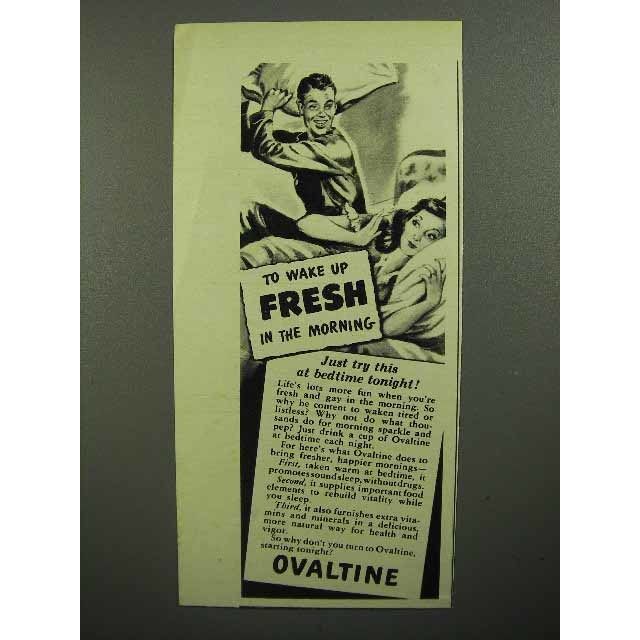 TO WAKE UP
FRESH
IN THE MORNING
Just try this
at bedtime tonight!
Life's lots more fun when you're
fresh and gay in the morning. So
why be content to waken tired or
listless? Why not do what thou-
sands do for morning sparkle and
pep? Just drink a cup of Ovaltine
at bedtime each night.
For here's what Ovaltine does to
bring fresher, happier mornings—
First, taken warm at bedtime, it
promotes sound sleep, without drugs.
Second, it supplies important food
elements to rebuild vitality while
you sleep.
Third, it also furnishes extra vita-
mins and minerals in a delicious,
more natural way for health and
vigor.
So why don't you turn to Ovaltine,
starting tonight?
OVALTINE